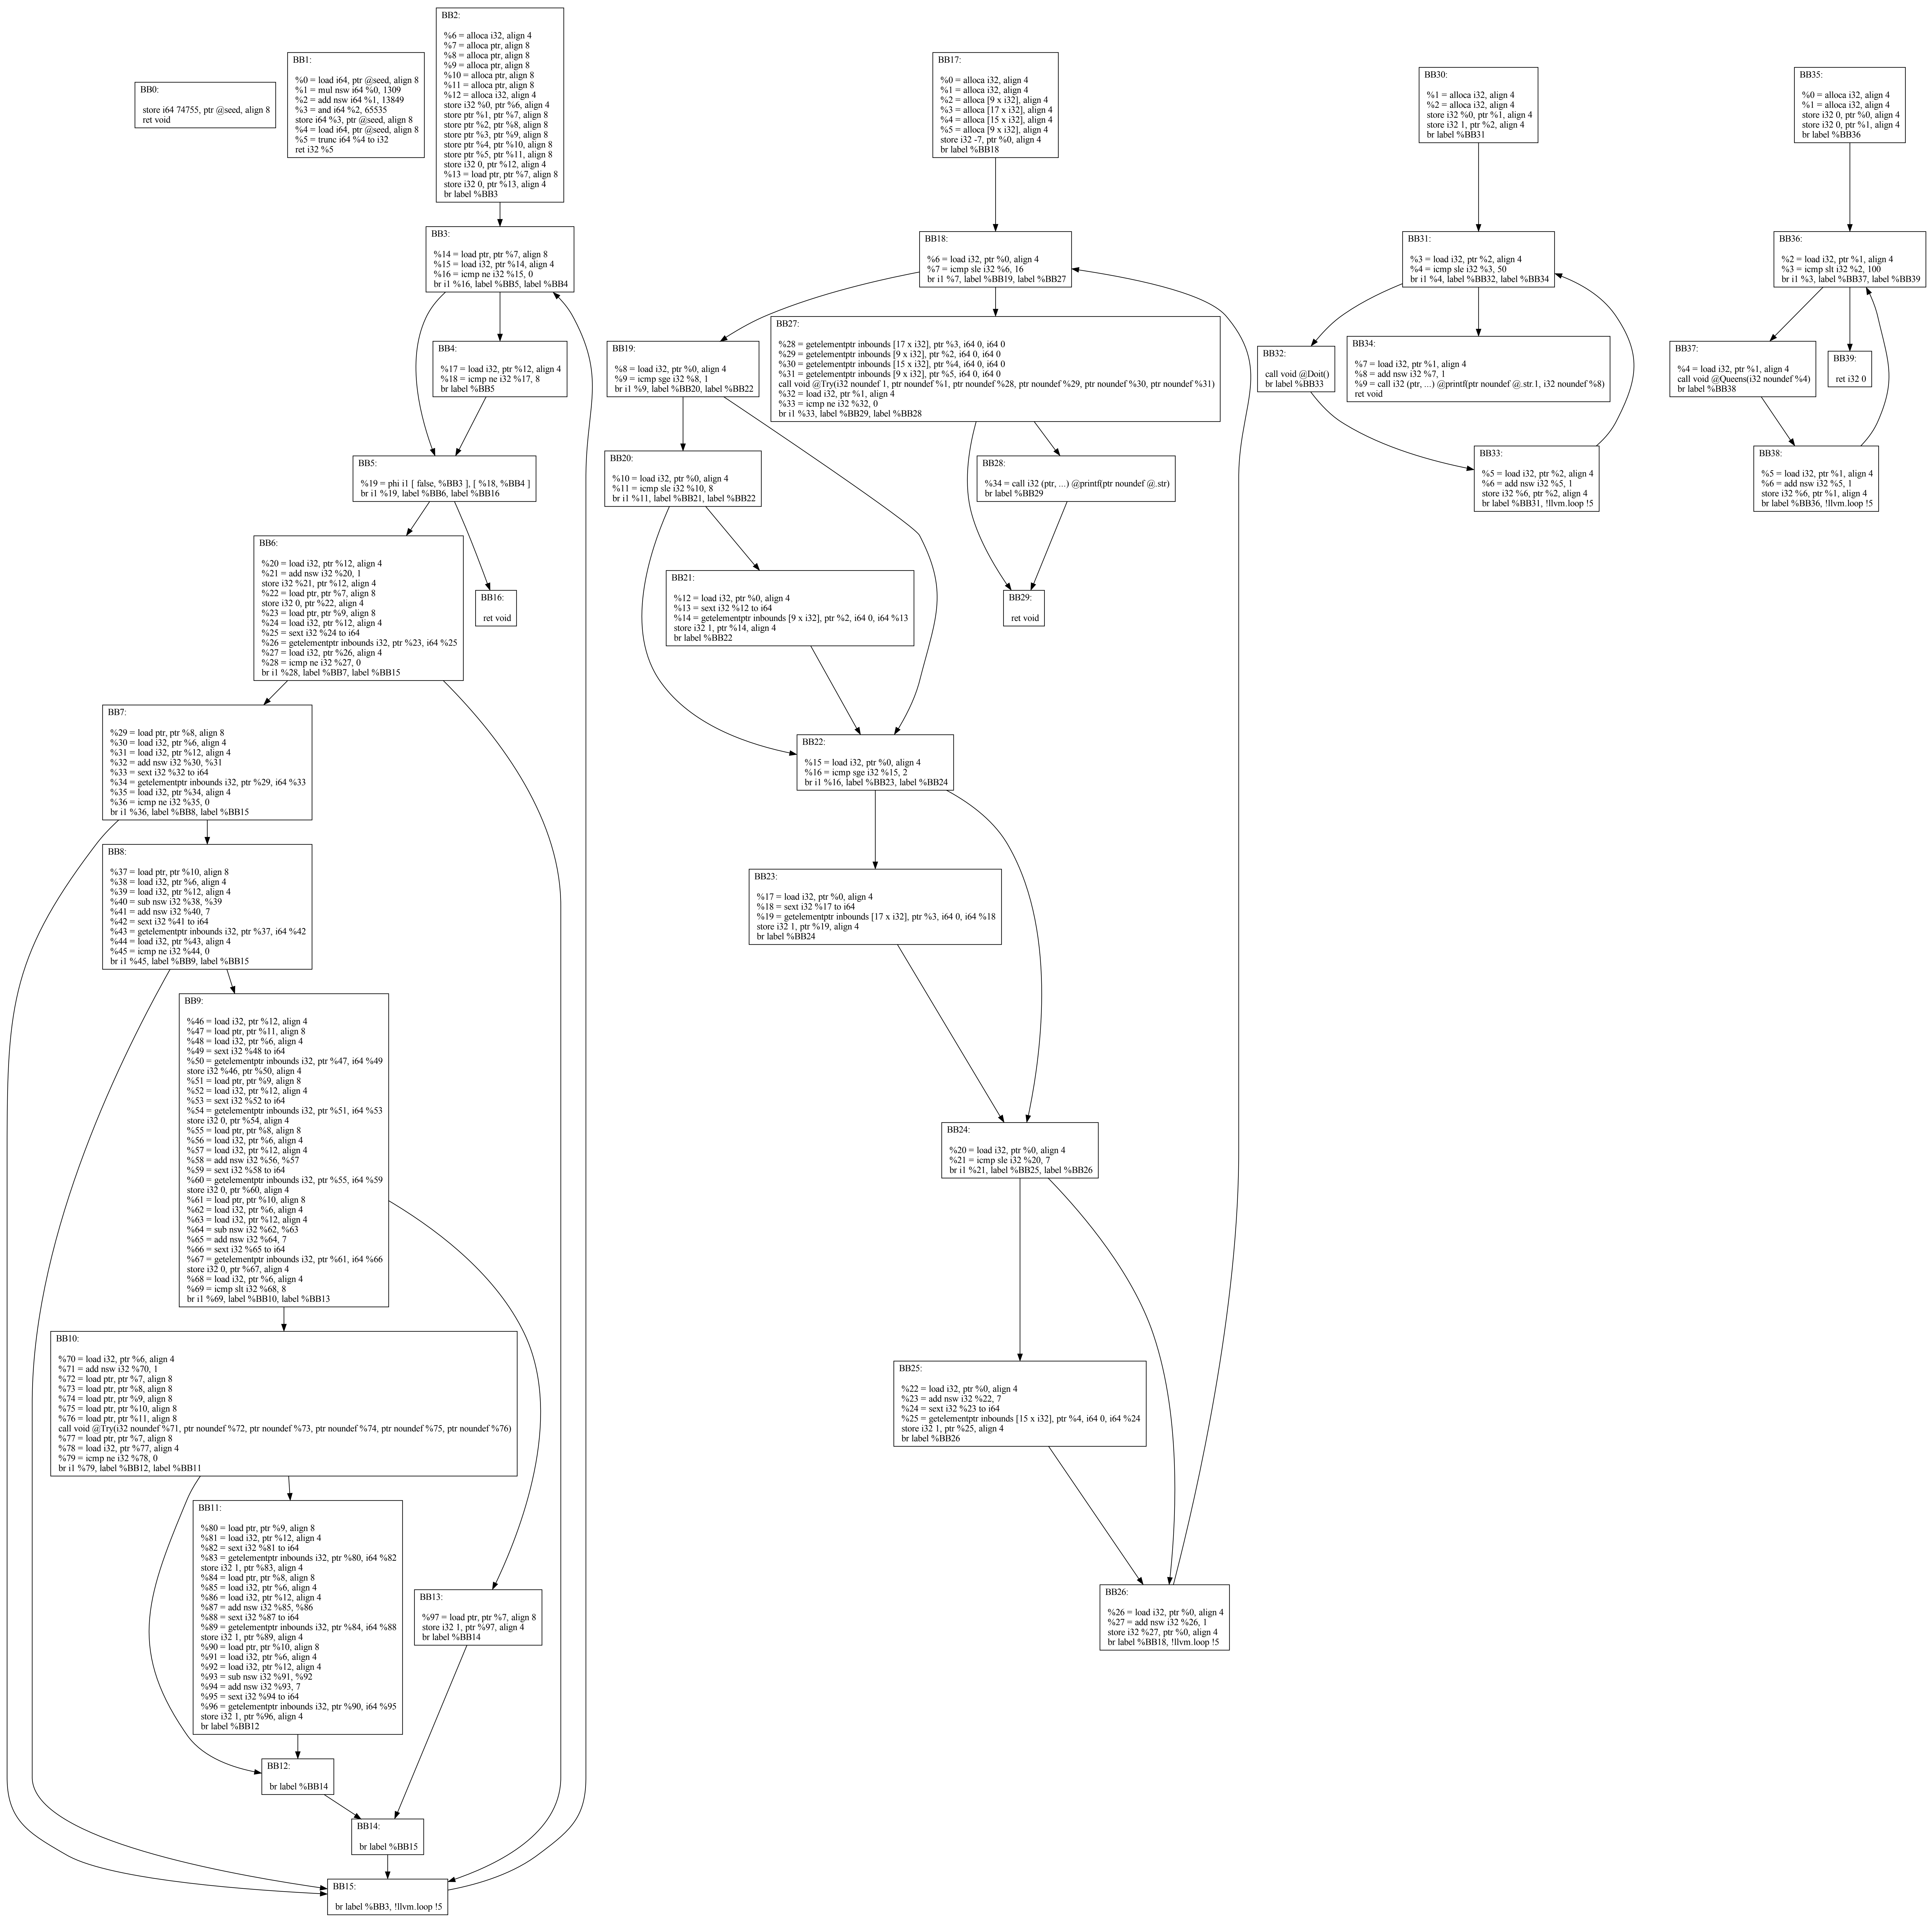 BB0:
store i64 74755, ptr @seed, align 8
ret void
BB1:
%0 = load i64, ptr @seed, align 8
%1 = mul nsw i64 %0, 1309
%2 = add nsw i64 %1, 13849
%3 = and i64 %2, 65535
store i64 %3, ptr @seed, align 8
%4 = load i64, ptr @seed, align 8
%5 = trunc i64 %4 to i32
ret i32 %5
BB2:
%6 = alloca i32, align 4
%7 = alloca ptr, align 8
%8 = alloca ptr, align 8
%9 = alloca ptr, align 8
%10 = alloca ptr, align 8
%11 = alloca ptr, align 8
%12 = alloca i32, align 4
store i32 %0, ptr %6, align 4
store ptr %1, ptr %7, align 8
store ptr %2, ptr %8, align 8
store ptr %3, ptr %9, align 8
store ptr %4, ptr %10, align 8
store ptr %5, ptr %11, align 8
store i32 0, ptr %12, align 4
%13 = load ptr, ptr %7, align 8
store i32 0, ptr %13, align 4
br label %BB3
BB3:
%14 = load ptr, ptr %7, align 8
%15 = load i32, ptr %14, align 4
%16 = icmp ne i32 %15, 0
br i1 %16, label %BB5, label %BB4
BB4:
%17 = load i32, ptr %12, align 4
%18 = icmp ne i32 %17, 8
br label %BB5
BB5:
%19 = phi i1 [ false, %BB3 ], [ %18, %BB4 ]
br i1 %19, label %BB6, label %BB16
BB6:
%20 = load i32, ptr %12, align 4
%21 = add nsw i32 %20, 1
store i32 %21, ptr %12, align 4
%22 = load ptr, ptr %7, align 8
store i32 0, ptr %22, align 4
%23 = load ptr, ptr %9, align 8
%24 = load i32, ptr %12, align 4
%25 = sext i32 %24 to i64
%26 = getelementptr inbounds i32, ptr %23, i64 %25
%27 = load i32, ptr %26, align 4
%28 = icmp ne i32 %27, 0
br i1 %28, label %BB7, label %BB15
BB16:
ret void
BB7:
%29 = load ptr, ptr %8, align 8
%30 = load i32, ptr %6, align 4
%31 = load i32, ptr %12, align 4
%32 = add nsw i32 %30, %31
%33 = sext i32 %32 to i64
%34 = getelementptr inbounds i32, ptr %29, i64 %33
%35 = load i32, ptr %34, align 4
%36 = icmp ne i32 %35, 0
br i1 %36, label %BB8, label %BB15
BB8:
%37 = load ptr, ptr %10, align 8
%38 = load i32, ptr %6, align 4
%39 = load i32, ptr %12, align 4
%40 = sub nsw i32 %38, %39
%41 = add nsw i32 %40, 7
%42 = sext i32 %41 to i64
%43 = getelementptr inbounds i32, ptr %37, i64 %42
%44 = load i32, ptr %43, align 4
%45 = icmp ne i32 %44, 0
br i1 %45, label %BB9, label %BB15
BB9:
%46 = load i32, ptr %12, align 4
%47 = load ptr, ptr %11, align 8
%48 = load i32, ptr %6, align 4
%49 = sext i32 %48 to i64
%50 = getelementptr inbounds i32, ptr %47, i64 %49
store i32 %46, ptr %50, align 4
%51 = load ptr, ptr %9, align 8
%52 = load i32, ptr %12, align 4
%53 = sext i32 %52 to i64
%54 = getelementptr inbounds i32, ptr %51, i64 %53
store i32 0, ptr %54, align 4
%55 = load ptr, ptr %8, align 8
%56 = load i32, ptr %6, align 4
%57 = load i32, ptr %12, align 4
%58 = add nsw i32 %56, %57
%59 = sext i32 %58 to i64
%60 = getelementptr inbounds i32, ptr %55, i64 %59
store i32 0, ptr %60, align 4
%61 = load ptr, ptr %10, align 8
%62 = load i32, ptr %6, align 4
%63 = load i32, ptr %12, align 4
%64 = sub nsw i32 %62, %63
%65 = add nsw i32 %64, 7
%66 = sext i32 %65 to i64
%67 = getelementptr inbounds i32, ptr %61, i64 %66
store i32 0, ptr %67, align 4
%68 = load i32, ptr %6, align 4
%69 = icmp slt i32 %68, 8
br i1 %69, label %BB10, label %BB13
BB10:
%70 = load i32, ptr %6, align 4
%71 = add nsw i32 %70, 1
%72 = load ptr, ptr %7, align 8
%73 = load ptr, ptr %8, align 8
%74 = load ptr, ptr %9, align 8
%75 = load ptr, ptr %10, align 8
%76 = load ptr, ptr %11, align 8
call void @Try(i32 noundef %71, ptr noundef %72, ptr noundef %73, ptr noundef %74, ptr noundef %75, ptr noundef %76)
%77 = load ptr, ptr %7, align 8
%78 = load i32, ptr %77, align 4
%79 = icmp ne i32 %78, 0
br i1 %79, label %BB12, label %BB11
BB11:
%80 = load ptr, ptr %9, align 8
%81 = load i32, ptr %12, align 4
%82 = sext i32 %81 to i64
%83 = getelementptr inbounds i32, ptr %80, i64 %82
store i32 1, ptr %83, align 4
%84 = load ptr, ptr %8, align 8
%85 = load i32, ptr %6, align 4
%86 = load i32, ptr %12, align 4
%87 = add nsw i32 %85, %86
%88 = sext i32 %87 to i64
%89 = getelementptr inbounds i32, ptr %84, i64 %88
store i32 1, ptr %89, align 4
%90 = load ptr, ptr %10, align 8
%91 = load i32, ptr %6, align 4
%92 = load i32, ptr %12, align 4
%93 = sub nsw i32 %91, %92
%94 = add nsw i32 %93, 7
%95 = sext i32 %94 to i64
%96 = getelementptr inbounds i32, ptr %90, i64 %95
store i32 1, ptr %96, align 4
br label %BB12
BB13:
%97 = load ptr, ptr %7, align 8
store i32 1, ptr %97, align 4
br label %BB14
BB12:
br label %BB14
BB14:
br label %BB15
BB15:
br label %BB3, !llvm.loop !5
BB17:
%0 = alloca i32, align 4
%1 = alloca i32, align 4
%2 = alloca [9 x i32], align 4
%3 = alloca [17 x i32], align 4
%4 = alloca [15 x i32], align 4
%5 = alloca [9 x i32], align 4
store i32 -7, ptr %0, align 4
br label %BB18
BB18:
%6 = load i32, ptr %0, align 4
%7 = icmp sle i32 %6, 16
br i1 %7, label %BB19, label %BB27
BB19:
%8 = load i32, ptr %0, align 4
%9 = icmp sge i32 %8, 1
br i1 %9, label %BB20, label %BB22
BB27:
%28 = getelementptr inbounds [17 x i32], ptr %3, i64 0, i64 0
%29 = getelementptr inbounds [9 x i32], ptr %2, i64 0, i64 0
%30 = getelementptr inbounds [15 x i32], ptr %4, i64 0, i64 0
%31 = getelementptr inbounds [9 x i32], ptr %5, i64 0, i64 0
call void @Try(i32 noundef 1, ptr noundef %1, ptr noundef %28, ptr noundef %29, ptr noundef %30, ptr noundef %31)
%32 = load i32, ptr %1, align 4
%33 = icmp ne i32 %32, 0
br i1 %33, label %BB29, label %BB28
BB20:
%10 = load i32, ptr %0, align 4
%11 = icmp sle i32 %10, 8
br i1 %11, label %BB21, label %BB22
BB28:
%34 = call i32 (ptr, ...) @printf(ptr noundef @.str)
br label %BB29
BB21:
%12 = load i32, ptr %0, align 4
%13 = sext i32 %12 to i64
%14 = getelementptr inbounds [9 x i32], ptr %2, i64 0, i64 %13
store i32 1, ptr %14, align 4
br label %BB22
BB29:
ret void
BB22:
%15 = load i32, ptr %0, align 4
%16 = icmp sge i32 %15, 2
br i1 %16, label %BB23, label %BB24
BB23:
%17 = load i32, ptr %0, align 4
%18 = sext i32 %17 to i64
%19 = getelementptr inbounds [17 x i32], ptr %3, i64 0, i64 %18
store i32 1, ptr %19, align 4
br label %BB24
BB24:
%20 = load i32, ptr %0, align 4
%21 = icmp sle i32 %20, 7
br i1 %21, label %BB25, label %BB26
BB25:
%22 = load i32, ptr %0, align 4
%23 = add nsw i32 %22, 7
%24 = sext i32 %23 to i64
%25 = getelementptr inbounds [15 x i32], ptr %4, i64 0, i64 %24
store i32 1, ptr %25, align 4
br label %BB26
BB26:
%26 = load i32, ptr %0, align 4
%27 = add nsw i32 %26, 1
store i32 %27, ptr %0, align 4
br label %BB18, !llvm.loop !5
BB30:
%1 = alloca i32, align 4
%2 = alloca i32, align 4
store i32 %0, ptr %1, align 4
store i32 1, ptr %2, align 4
br label %BB31
BB31:
%3 = load i32, ptr %2, align 4
%4 = icmp sle i32 %3, 50
br i1 %4, label %BB32, label %BB34
BB32:
call void @Doit()
br label %BB33
BB34:
%7 = load i32, ptr %1, align 4
%8 = add nsw i32 %7, 1
%9 = call i32 (ptr, ...) @printf(ptr noundef @.str.1, i32 noundef %8)
ret void
BB33:
%5 = load i32, ptr %2, align 4
%6 = add nsw i32 %5, 1
store i32 %6, ptr %2, align 4
br label %BB31, !llvm.loop !5
BB35:
%0 = alloca i32, align 4
%1 = alloca i32, align 4
store i32 0, ptr %0, align 4
store i32 0, ptr %1, align 4
br label %BB36
BB36:
%2 = load i32, ptr %1, align 4
%3 = icmp slt i32 %2, 100
br i1 %3, label %BB37, label %BB39
BB37:
%4 = load i32, ptr %1, align 4
call void @Queens(i32 noundef %4)
br label %BB38
BB39:
ret i32 0
BB38:
%5 = load i32, ptr %1, align 4
%6 = add nsw i32 %5, 1
store i32 %6, ptr %1, align 4
br label %BB36, !llvm.loop !5